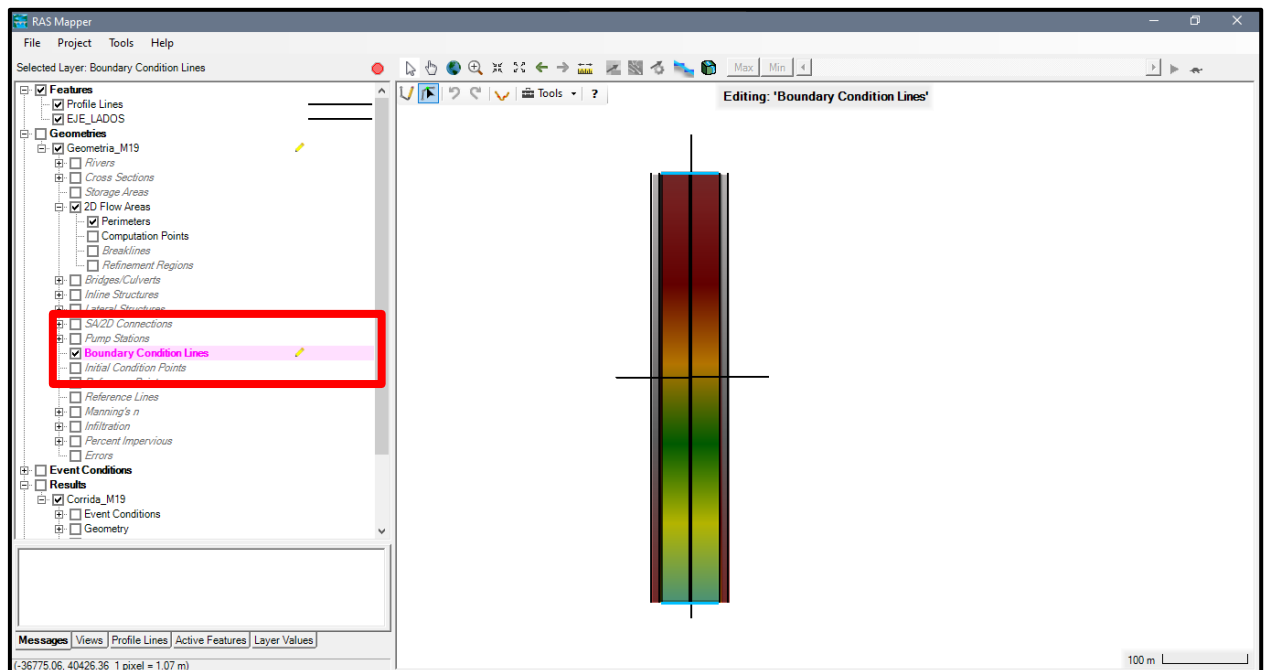 RAS Mapper
File Project Tools Help
Selected Layer: Boundary Condition Lines
Max Min
Features
Profile Lines
EJE_LADOS
Geometries
Geometria_M19
Rivers
Cross Sections
Storage Areas
2D Flow Areas
Perimeters
Computation Points
Breaklines
Refinement Regions
Bridges/Culverts
Inline Structures
Lateral Structures
SA/2D Connections
Pump Stations
Boundary Condition Lines
Initial Condition Points
Reference Lines
Manning's n
Infiltration
Percent Impervious
Errors
Event Conditions
Results
Corrida_M19
Event Conditions
Geometry
Tools ?
Editing: 'Boundary Condition Lines'
Messages Views Profile Lines Active Features Layer Values
(-36775.06, 40426.36 1 pixel = 1.07 m)
100 m